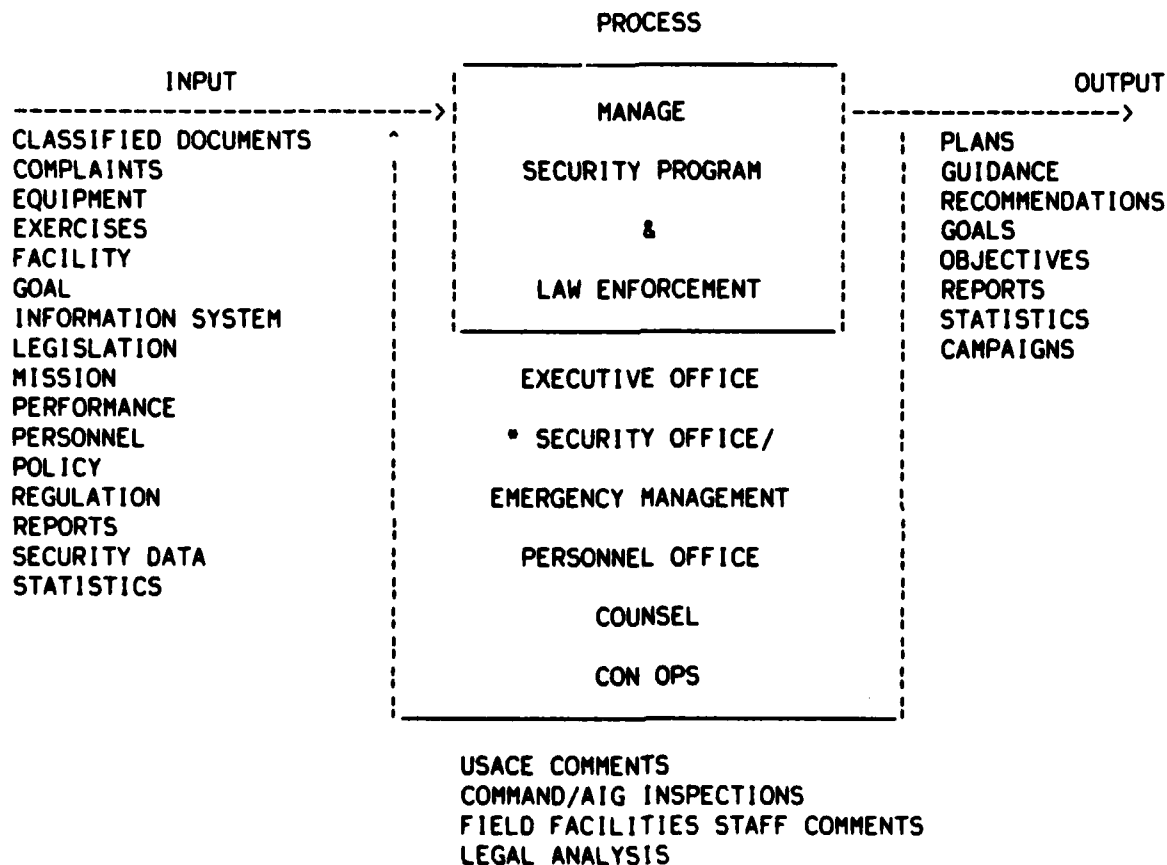 PROCESS
INPUT
OUTPUT
MANAGE
SECURITY PROGRAM
&
LAW ENFORCEMENT
CLASSIFIED DOCUMENTS
COMPLAINTS
EQUIPMENT
EXERCISES
FACILITY
GOAL
INFORMATION SYSTEM
LEGISLATION
MISSION
PERFORMANCE
PERSONNEL
POLICY
REGULATION
REPORTS
SECURITY DATA
STATISTICS
EXECUTIVE OFFICE
* SECURITY OFFICE/
EMERGENCY MANAGEMENT
PERSONNEL OFFICE
COUNSEL
CON OPS
PLANS
GUIDANCE
RECOMMENDATIONS
GOALS
OBJECTIVES
REPORTS
STATISTICS
CAMPAIGNS
USACE COMMENTS
COMMAND/AIG INSPECTIONS
FIELD FACILITIES STAFF COMMENTS
LEGAL ANALYSIS